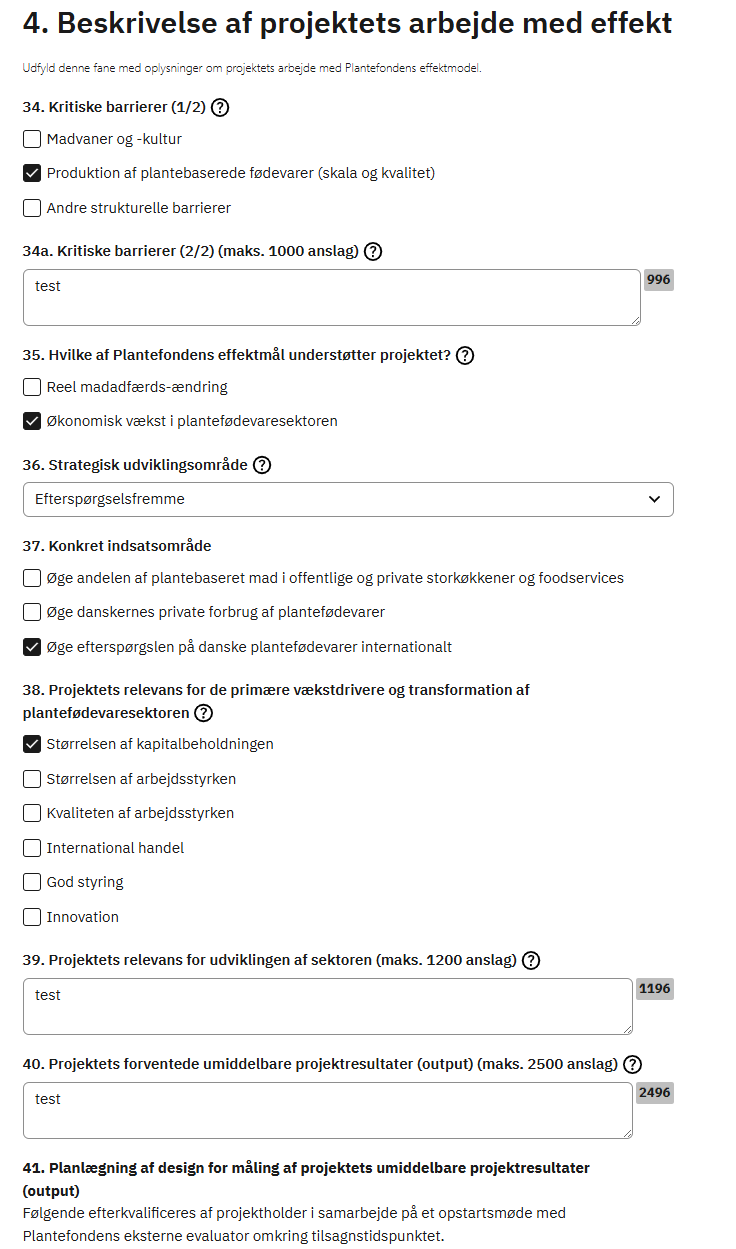 4. Beskrivelse af projektets arbejde med effekt
Udfyld denne fane med oplysninger om projektets arbejde med Plantefondens effektmodel.
34. Kritiske barrierer (1/2) ?
Madvaner og -kultur
Produktion af plantebaserede fødevarer (skala og kvalitet)
Andre strukturelle barrierer
34a. Kritiske barrierer (2/2) (maks. 1000 anslag) ?
test
996
35. Hvilke af Plantefondens effektmål understøtter projektet? ?
Reel madadfærds-ændring
Økonomisk vækst i plantefødevaresektoren
36. Strategisk udviklingsområde ?
Efterspørgselsfremme
37. Konkret indsatsområde
Øge andelen af plantebaseret mad i offentlige og private storkøkkener og foodservices
Øge danskernes private forbrug af plantefødevarer
Øge efterspørgslen på danske plantefødevarer internationalt
38. Projektets relevans for de primære vækstdrivere og transformation af
plantefødevaresektoren ?
Størrelsen af kapitalbeholdningen
Størrelsen af arbejdsstyrken
Kvaliteten af arbejdsstyrken
International handel
God styring
Innovation
39. Projektets relevans for udviklingen af sektoren (maks. 1200 anslag) ?
test
1196
40. Projektets forventede umiddelbare projektresultater (output) (maks. 2500 anslag) ?
test
2496
41. Planlægning af design for måling af projektets umiddelbare projektresultater
(output)
Følgende efterkvalificeres af projektholder i samarbejde på et opstartsmøde med
Plantefondens eksterne evaluator omkring tilsagnstidspunktet.